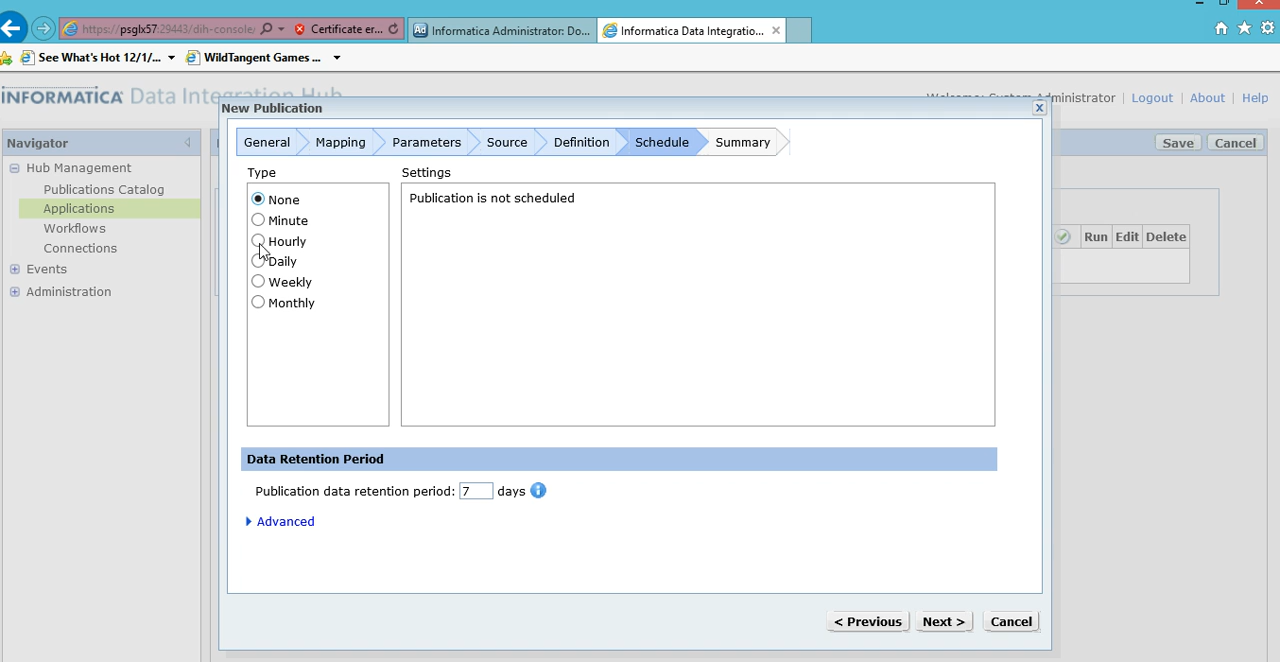 https://psglx57:29443/dih-console/ Certificate er... Informatica Administrator: Do... Informatica Data Integratio...
See What's Hot 12/1/... WildTangent Games ...
INFORMATICA Data Integration Hub Welcome: System Administrator | Logout | About | Help
New Publication
Navigator General Mapping Parameters Source Definition Schedule Summary Save Cancel
Hub Management Type Settings
Publications Catalog None Publication is not scheduled
Applications Minute
Workflows Hourly Run Edit Delete
Connections Daily
Events Weekly
Administration Monthly
Data Retention Period
Publication data retention period: 7 days
Advanced
< Previous Next > Cancel